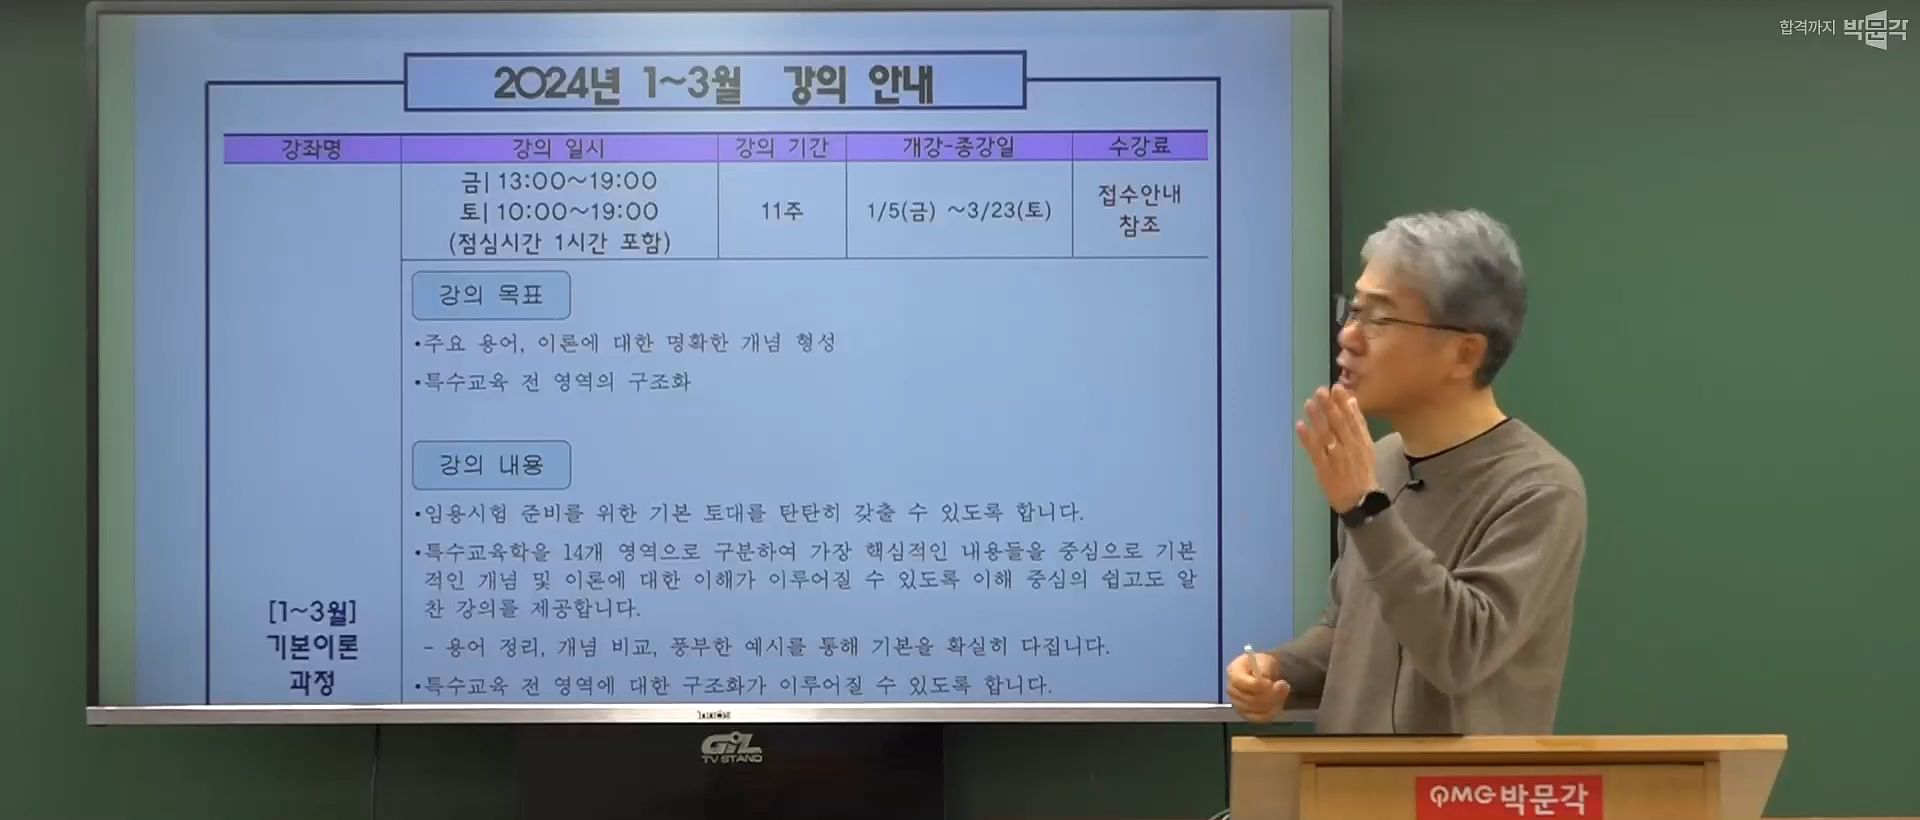 합격까지 박문각
2024년 1~3월 강의 안내
강좌명 강의 일시 강의 기간 개강-종강일 수강료
금| 13:00~19:00
토| 10:00~19:00
(점심시간 1시간 포함)
11주
1/5(금) ~3/23(토)
접수안내
참조
강의 목표
•주요 용어, 이론에 대한 명확한 개념 형성
•특수교육 전 영역의 구조화
강의 내용
•임용시험 준비를 위한 기본 토대를 탄탄히 갖출 수 있도록 합니다.
•특수교육학을 14개 영역으로 구분하여 가장 핵심적인 내용들을 중심으로 기본
적인 개념 및 이론에 대한 이해가 이루어질 수 있도록 이해 중심의 쉽고도 알
찬 강의를 제공합니다.
- 용어 정리, 개념 비교, 풍부한 예시를 통해 기본을 확실히 다집니다.
•특수교육 전 영역에 대한 구조화가 이루어질 수 있도록 합니다.
[1~3월]
기본이론
과정
GIZ
TV STAND
PMG 박문각